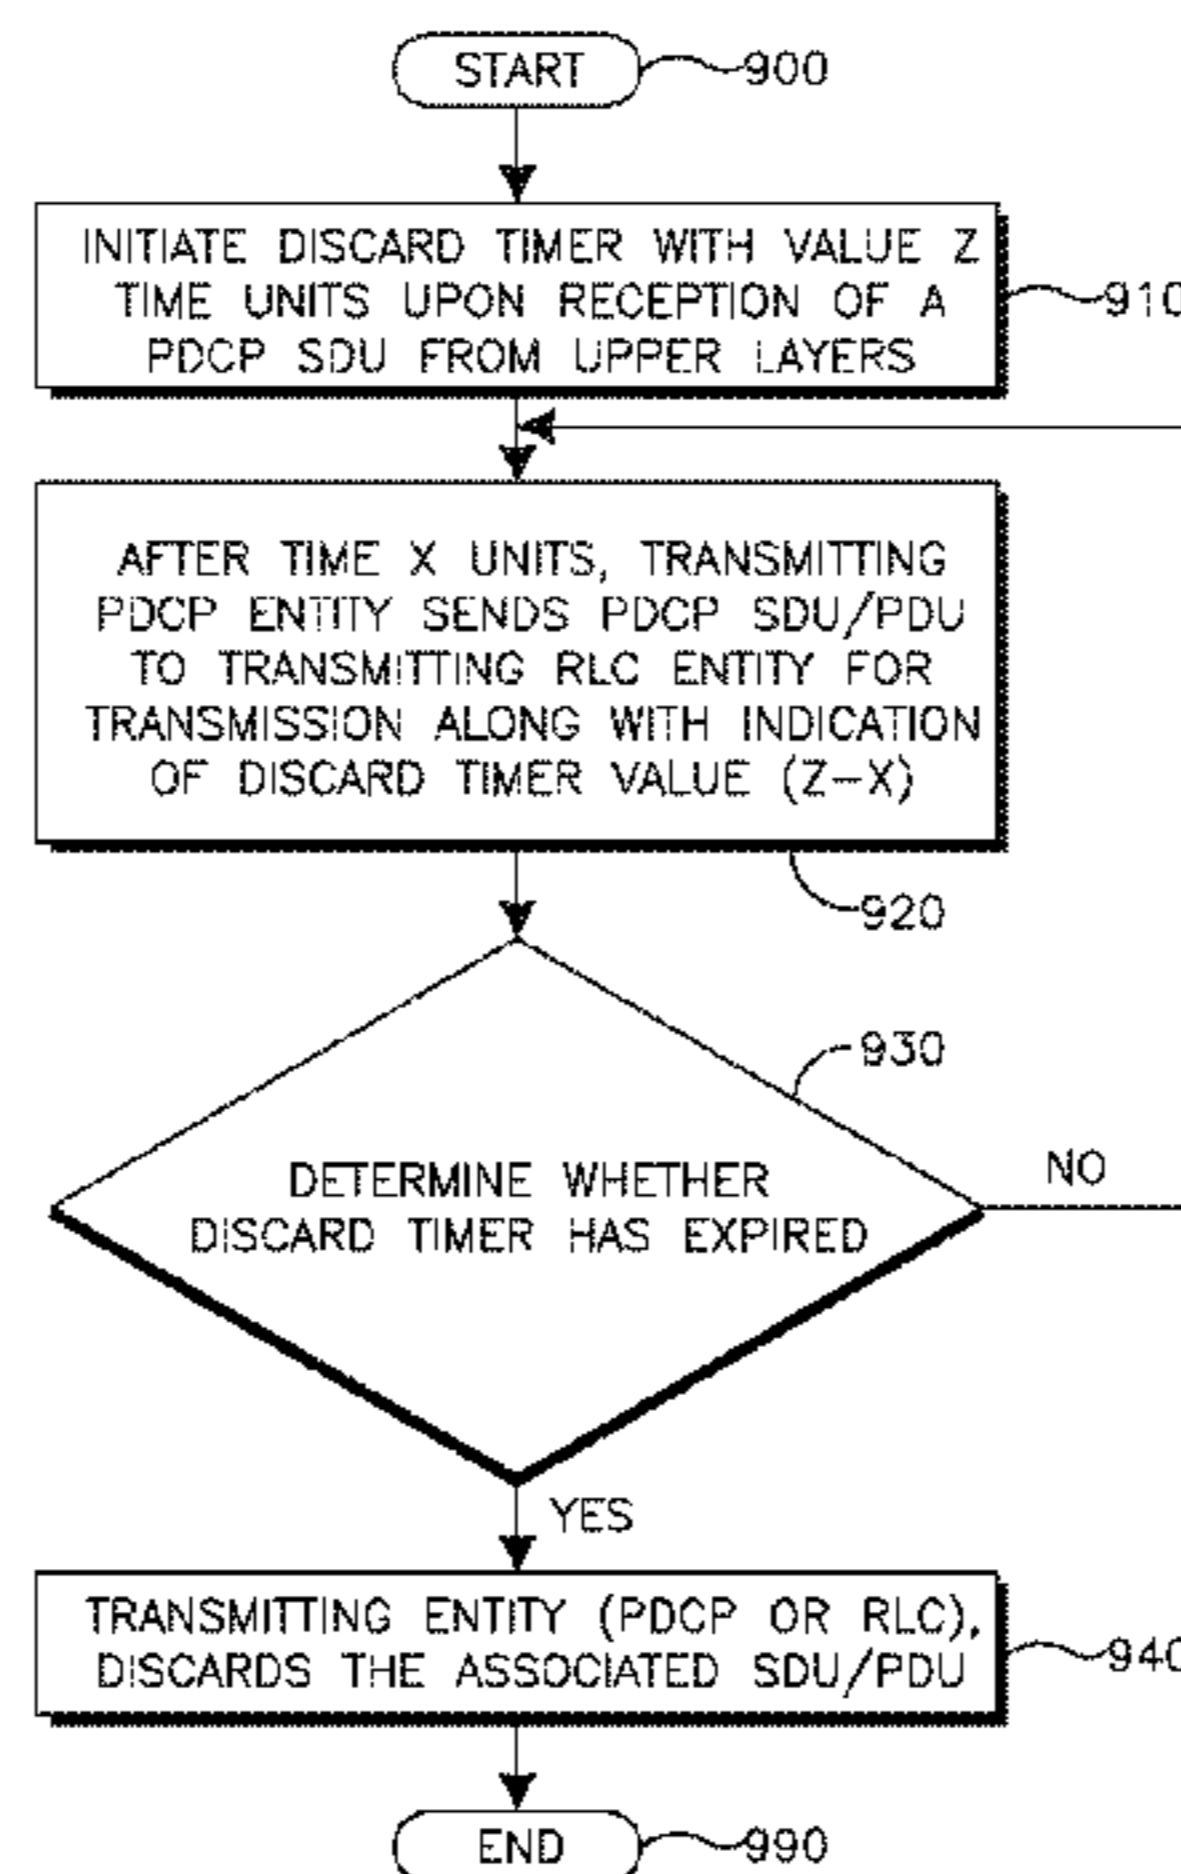 START
900
INITIATE DISCARD TIMER WITH VALUE Z
TIME UNITS UPON RECEPTION OF A
PDCP SDU FROM UPPER LAYERS
910
AFTER TIME X UNITS, TRANSMITTING
PDCP ENTITY SENDS PDCP SDU/PDU
TO TRANSMITTING RLC ENTITY FOR
TRANSMISSION ALONG WITH INDICATION
OF DISCARD TIMER VALUE (Z-X)
920
930
DETERMINE WHETHER
DISCARD TIMER HAS EXPIRED
NO
YES
TRANSMITTING ENTITY (PDCP OR RLC),
DISCARDS THE ASSOCIATED SDU/PDU
940
END
990